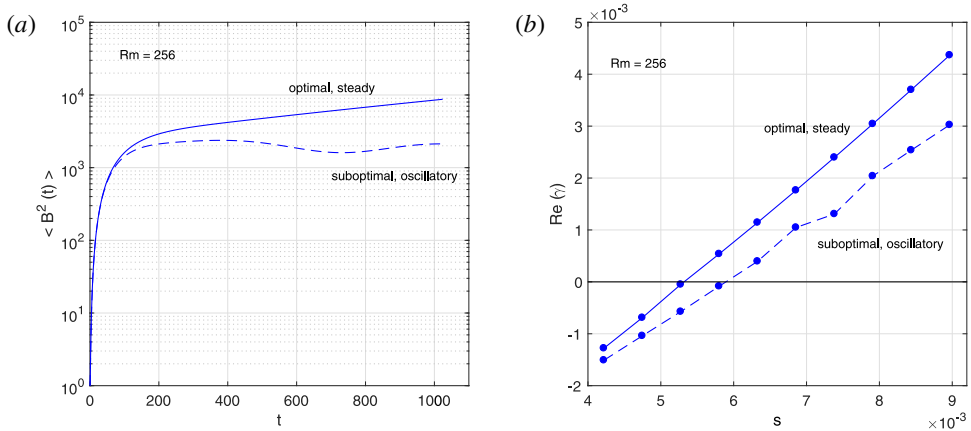 (a)
10^5
10^4
10^3
10^2
10^1
10^0
Rm = 256
optimal, steady
suboptimal, oscillatory
< B^2 (t) >
0
200
400
600
800
1000
t
(b)
×10^-3
5
4
3
2
1
0
-1
-2
Rm = 256
optimal, steady
suboptimal, oscillatory
Re (γ)
4
5
6
7
8
9
s
×10^-3